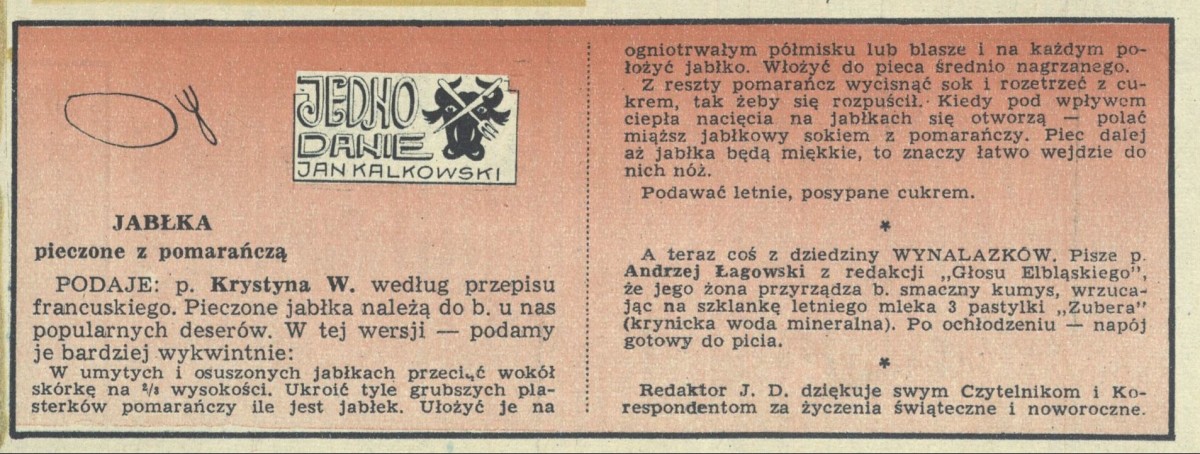 JEDNO
DANIE
JAN KALKOWSKI
JABŁKA
pieczone z pomarańczą
PODAJE: p. Krystyna W. według przepisu
francuskiego. Pieczone jabłka należą do b. u nas
popularnych deserów. W tej wersji — podamy
je bardziej wykwintnie:
W umytych i osuszonych jabłkach przeciąć wokół
skórkę na ²/₃ wysokości. Ukroić tyle grubszych pla-
sterków pomarańczy ile jest jabłek. Ułożyć je na
ogniotrwałym półmisku lub blasze i na każdym po-
łożyć jabłko. Włożyć do pieca średnio nagrzanego.
Z reszty pomarańcz wycisnąć sok i rozetrzeć z cu-
krem, tak żeby się rozpuścił. Kiedy pod wpływem
ciepła nacięcia na jabłkach się otworzą — polać
miąższ jabłkowy sokiem z pomarańczy. Piec dalej
aż jabłka będą miękkie, to znaczy łatwo wejdzie do
nich nóż.
Podawać letnie, posypane cukrem.
*
A teraz coś z dziedziny WYNALAZKÓW. Pisze p.
Andrzej Łagowski z redakcji „Głosu Elbląskiego",
że jego żona przyrządza b. smaczny kumys, wrzuca-
jąc na szklankę letniego mleka 3 pastylki „Zubera"
(krynicka woda mineralna). Po ochłodzeniu — napój
gotowy do picia.
*
Redaktor J. D. dziękuje swym Czytelnikom i Ko-
respondentom za życzenia świąteczne i noworoczne.